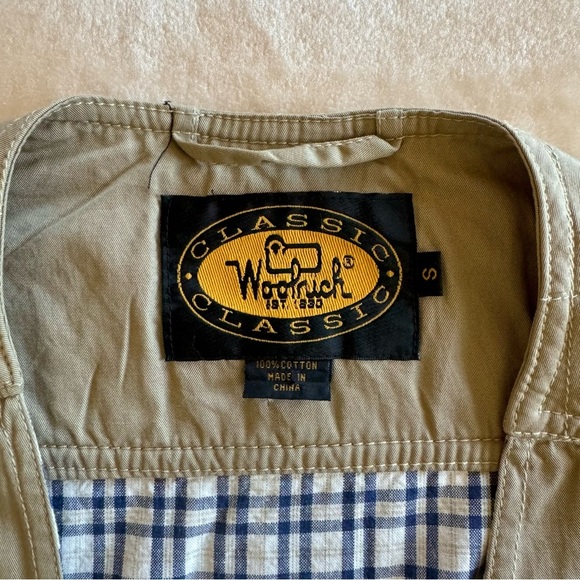 CLASSIC
Woolrich®
EST 1830
CLASSIC
S
100% COTTON
MADE IN
CHINA